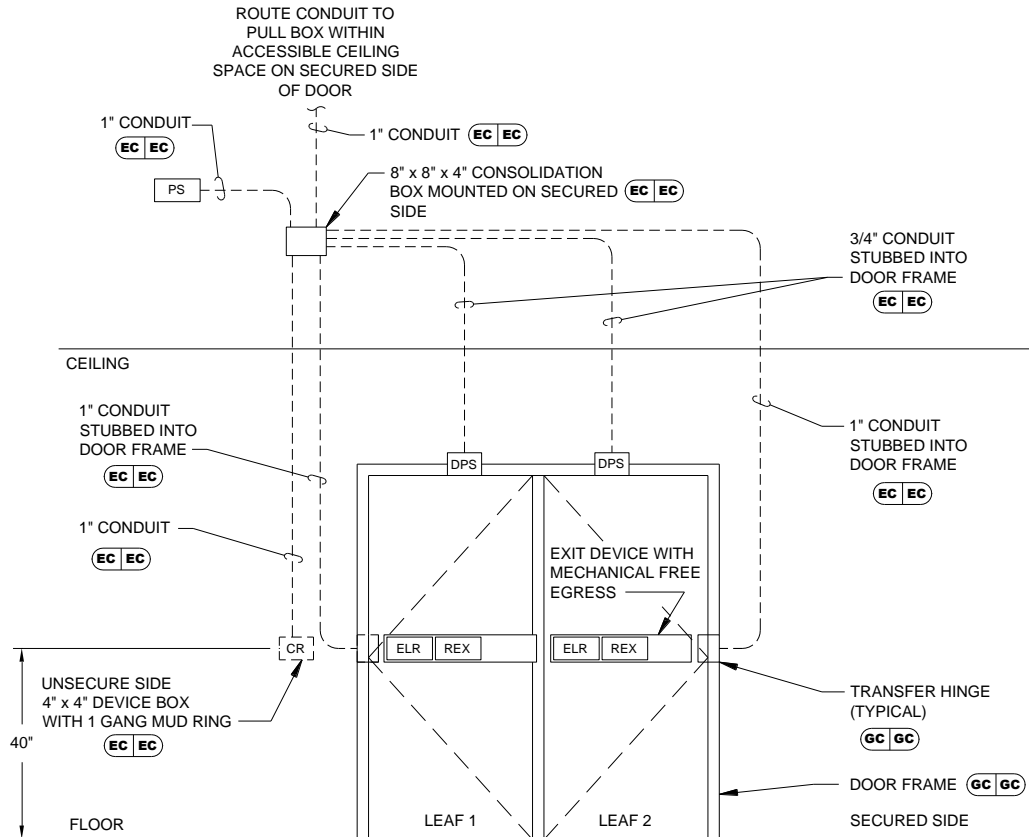 ROUTE CONDUIT TO
PULL BOX WITHIN
ACCESSIBLE CEILING
SPACE ON SECURED SIDE
OF DOOR
1" CONDUIT
EC EC
1" CONDUIT EC EC
PS
8" x 8" x 4" CONSOLIDATION
BOX MOUNTED ON SECURED
SIDE
EC EC
3/4" CONDUIT
STUBBED INTO
DOOR FRAME
EC EC
CEILING
1" CONDUIT
STUBBED INTO
DOOR FRAME
EC EC
1" CONDUIT
STUBBED INTO
DOOR FRAME
EC EC
DPS
DPS
1" CONDUIT
EC EC
EXIT DEVICE WITH
MECHANICAL FREE
EGRESS
CR
ELR REX
ELR REX
UNSECURE SIDE
4" x 4" DEVICE BOX
WITH 1 GANG MUD RING
EC EC
40"
TRANSFER HINGE
(TYPICAL)
GC GC
DOOR FRAME GC GC
FLOOR
LEAF 1
LEAF 2
SECURED SIDE